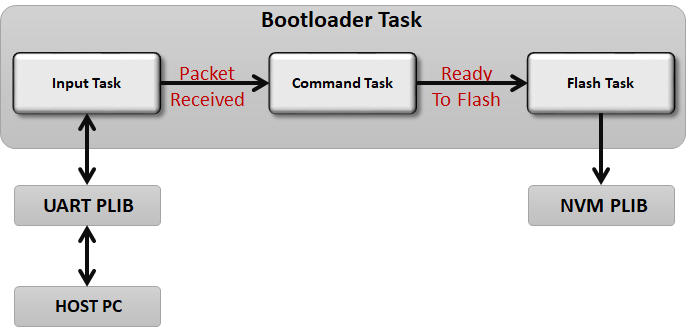 Bootloader Task
Input Task
Packet
Received
Command Task
Ready
To Flash
Flash Task
UART PLIB
NVM PLIB
HOST PC